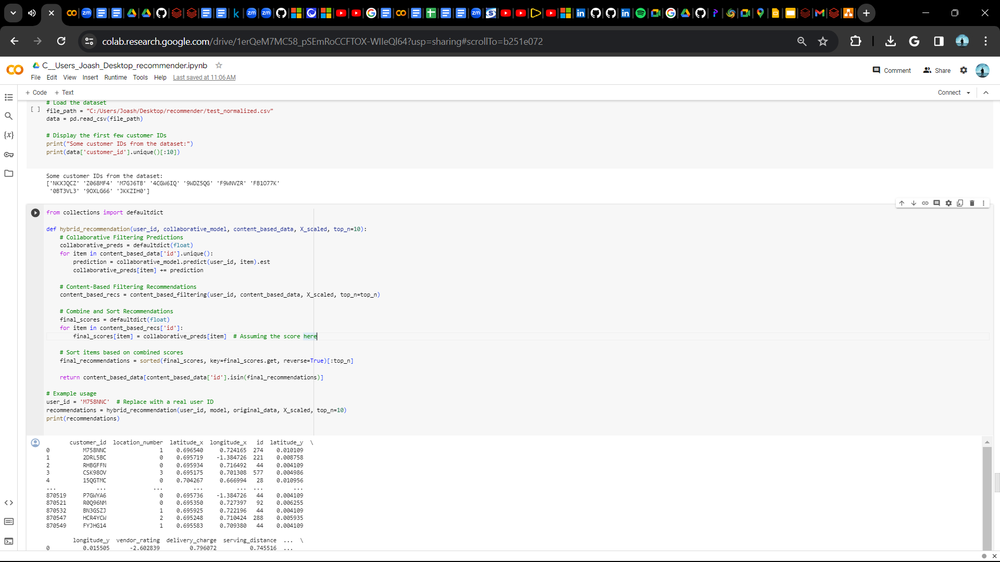 colab.research.google.com/drive/1erQeM7MC58_pSEmRoCCFTOX-WIIeQl64?usp=sharing#scrollTo=b251e072
C__Users_Joash_Desktop_recommender.ipynb
Comment
Share
File Edit View Insert Runtime Tools Help Last saved at 11:06 AM
+ Code + Text
Connect
# Load the dataset
[ ] file_path = "C:/Users/Joash/Desktop/recommender/test_normalized.csv"
data = pd.read_csv(file_path)
# Display the first few customer IDs
print("Some customer IDs from the dataset:")
print(data['customer_id'].unique()[:10])
Some customer IDs from the dataset:
['NKXJQCZ' 'Z068MF4' 'M7GJ6TB' '4CGW6IQ' '9WDZ5QG' 'F9WNVZR' 'FB1O77K'
'0BT3VL3' '9OXLG66' 'JKKZIH0']
from collections import defaultdict
def hybrid_recommendation(user_id, collaborative_model, content_based_data, X_scaled, top_n=10):
# Collaborative Filtering Predictions
collaborative_preds = defaultdict(float)
for item in content_based_data['id'].unique():
prediction = collaborative_model.predict(user_id, item).est
collaborative_preds[item] += prediction
# Content-Based Filtering Recommendations
content_based_recs = content_based_filtering(user_id, content_based_data, X_scaled, top_n=top_n)
# Combine and Sort Recommendations
final_scores = defaultdict(float)
for item in content_based_recs['id']:
final_scores[item] = collaborative_preds[item]  # Assuming the score here
# Sort items based on combined scores
final_recommendations = sorted(final_scores, key=final_scores.get, reverse=True)[:top_n]
return content_based_data[content_based_data['id'].isin(final_recommendations)]
# Example usage
user_id = 'M758NNC'  # Replace with a real user ID
recommendations = hybrid_recommendation(user_id, model, original_data, X_scaled, top_n=10)
print(recommendations)
customer_id location_number latitude_x longitude_x id latitude_y \
0 M758NNC 1 0.696540 0.724165 274 0.010109
1 2DRL5BC 0 0.695719 -1.384726 221 0.008758
2 RHBGFFN 0 0.695934 0.716492 44 0.004109
3 CSK98OV 3 0.695175 0.701308 577 0.004986
4 15QGTMC 0 0.704267 0.666994 28 0.010956
... ... ... ... ... ... ...
870519 P7GWYA6 0 0.695736 -1.384726 44 0.004109
870521 R0Q96NM 0 0.695350 0.727397 92 0.006255
870532 BN3GSZJ 1 0.695925 0.722196 44 0.004109
870547 HCR4YCW 2 0.695248 0.710424 288 0.005935
870549 FYJHG14 1 0.695583 0.709380 44 0.004109
longitude_y vendor_rating delivery_charge serving_distance ... \
0 0.015505 -2.602839 0.796072 0.745516 ...